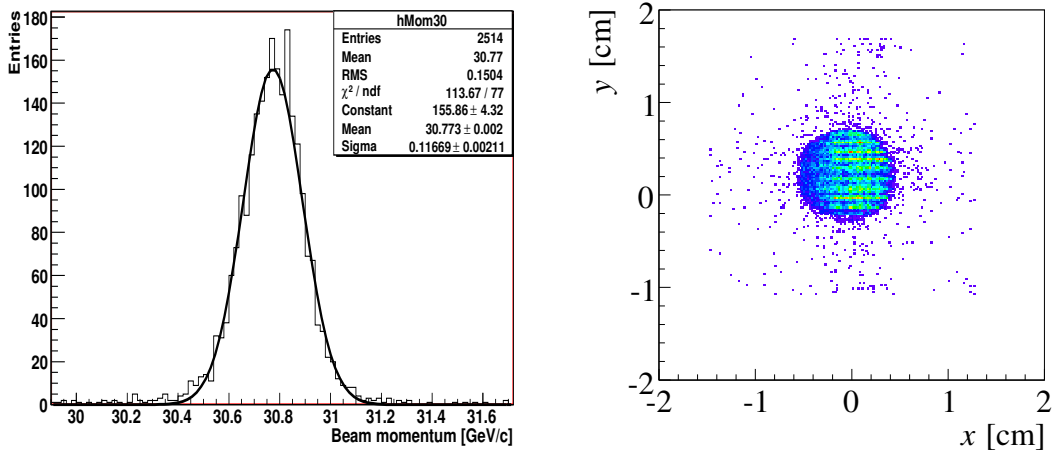 hMom30
Entries 2514
Mean 30.77
RMS 0.1504
χ² / ndf 113.67 / 77
Constant 155.86 ± 4.32
Mean 30.773 ± 0.002
Sigma 0.11669 ± 0.00211
Entries
180
160
140
120
100
80
60
40
20
0
30 30.2 30.4 30.6 30.8 31 31.2 31.4 31.6
Beam momentum [GeV/c]
y [cm]
2
1
0
-1
-2
-2 -1 0 1 2
x [cm]